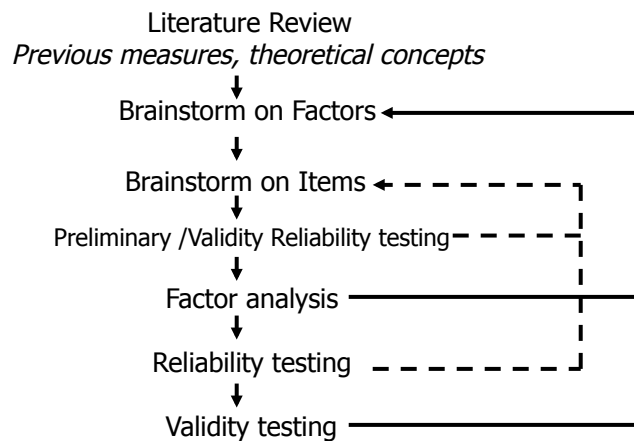 Literature Review
Previous measures, theoretical concepts
Brainstorm on Factors
Brainstorm on Items
Preliminary /Validity Reliability testing
Factor analysis
Reliability testing
Validity testing